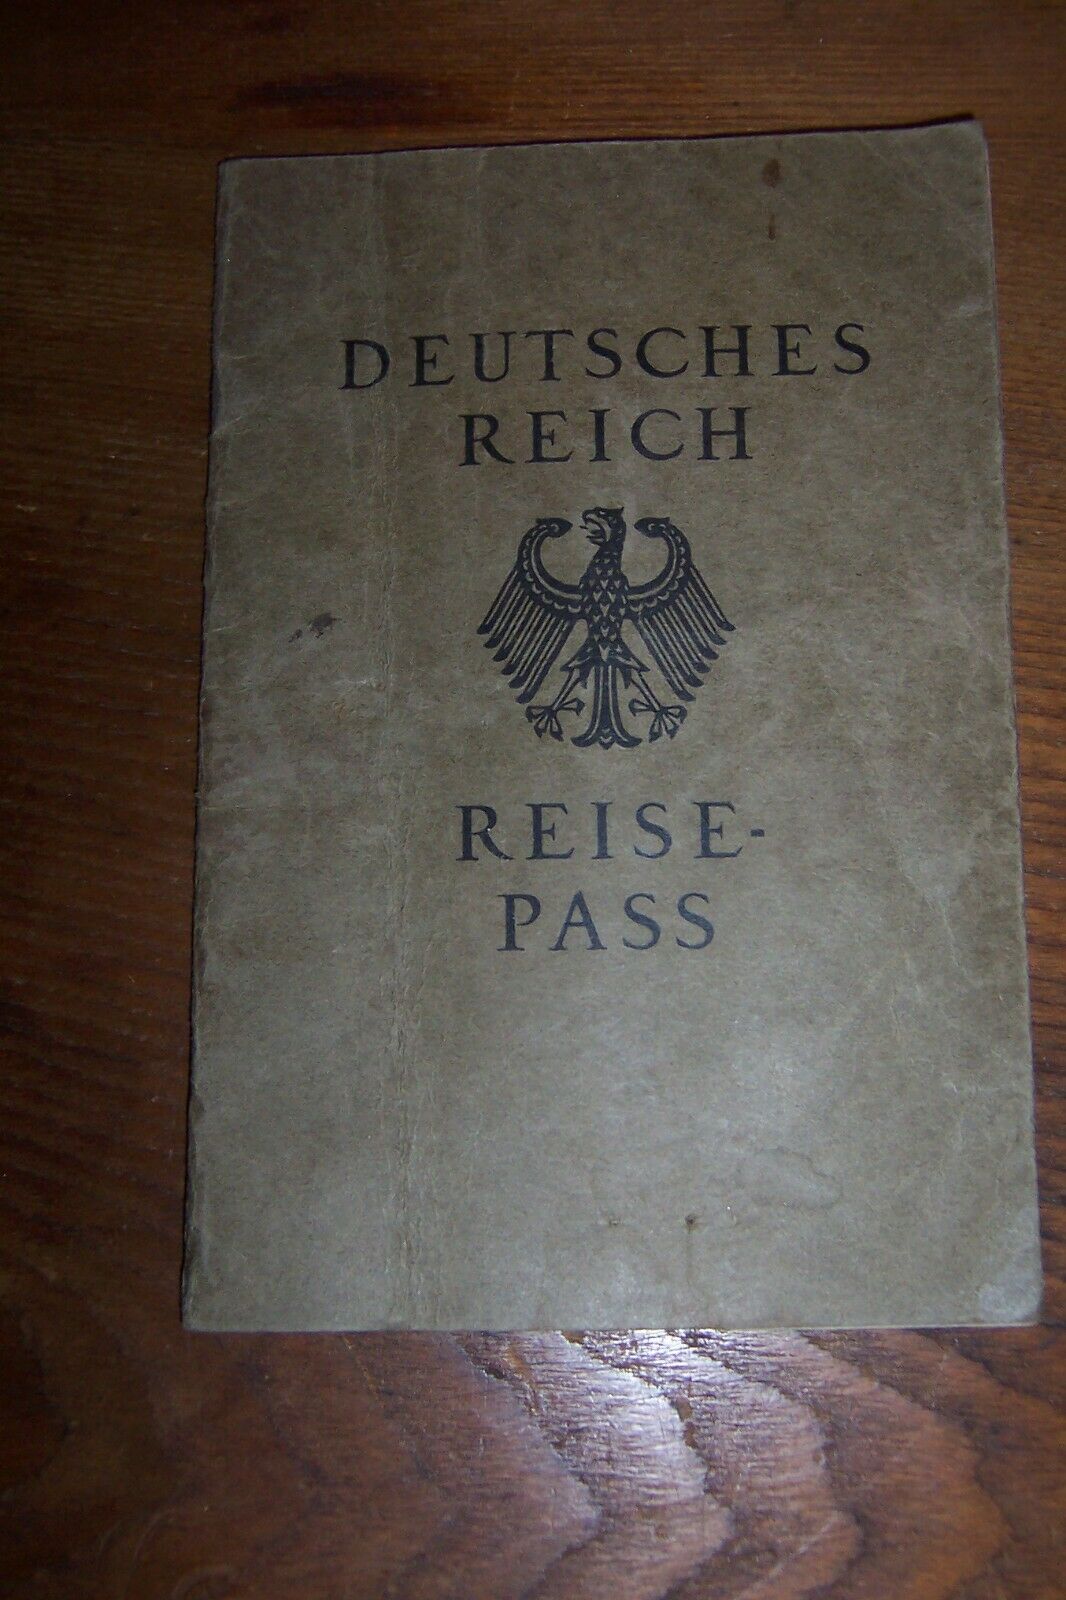 DEUTSCHES
REICH
REISE-
PASS